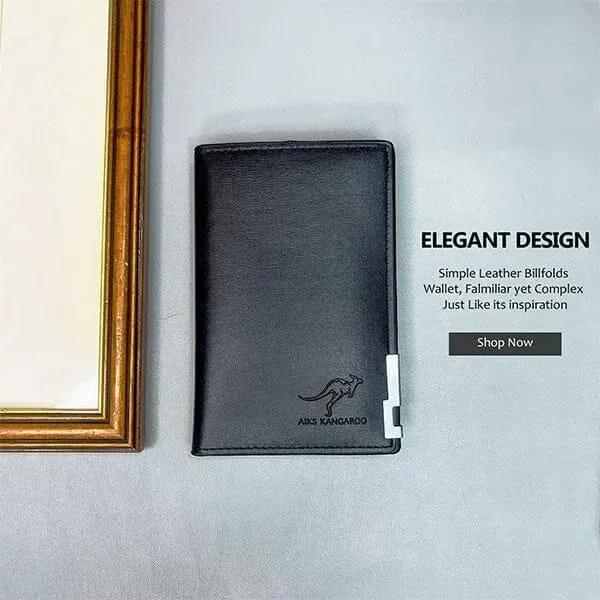 ELEGANT DESIGN
Simple Leather Billfolds
Wallet, Falmiliar yet Complex
Just Like its inspiration
Shop Now
AIKS KANGAROO